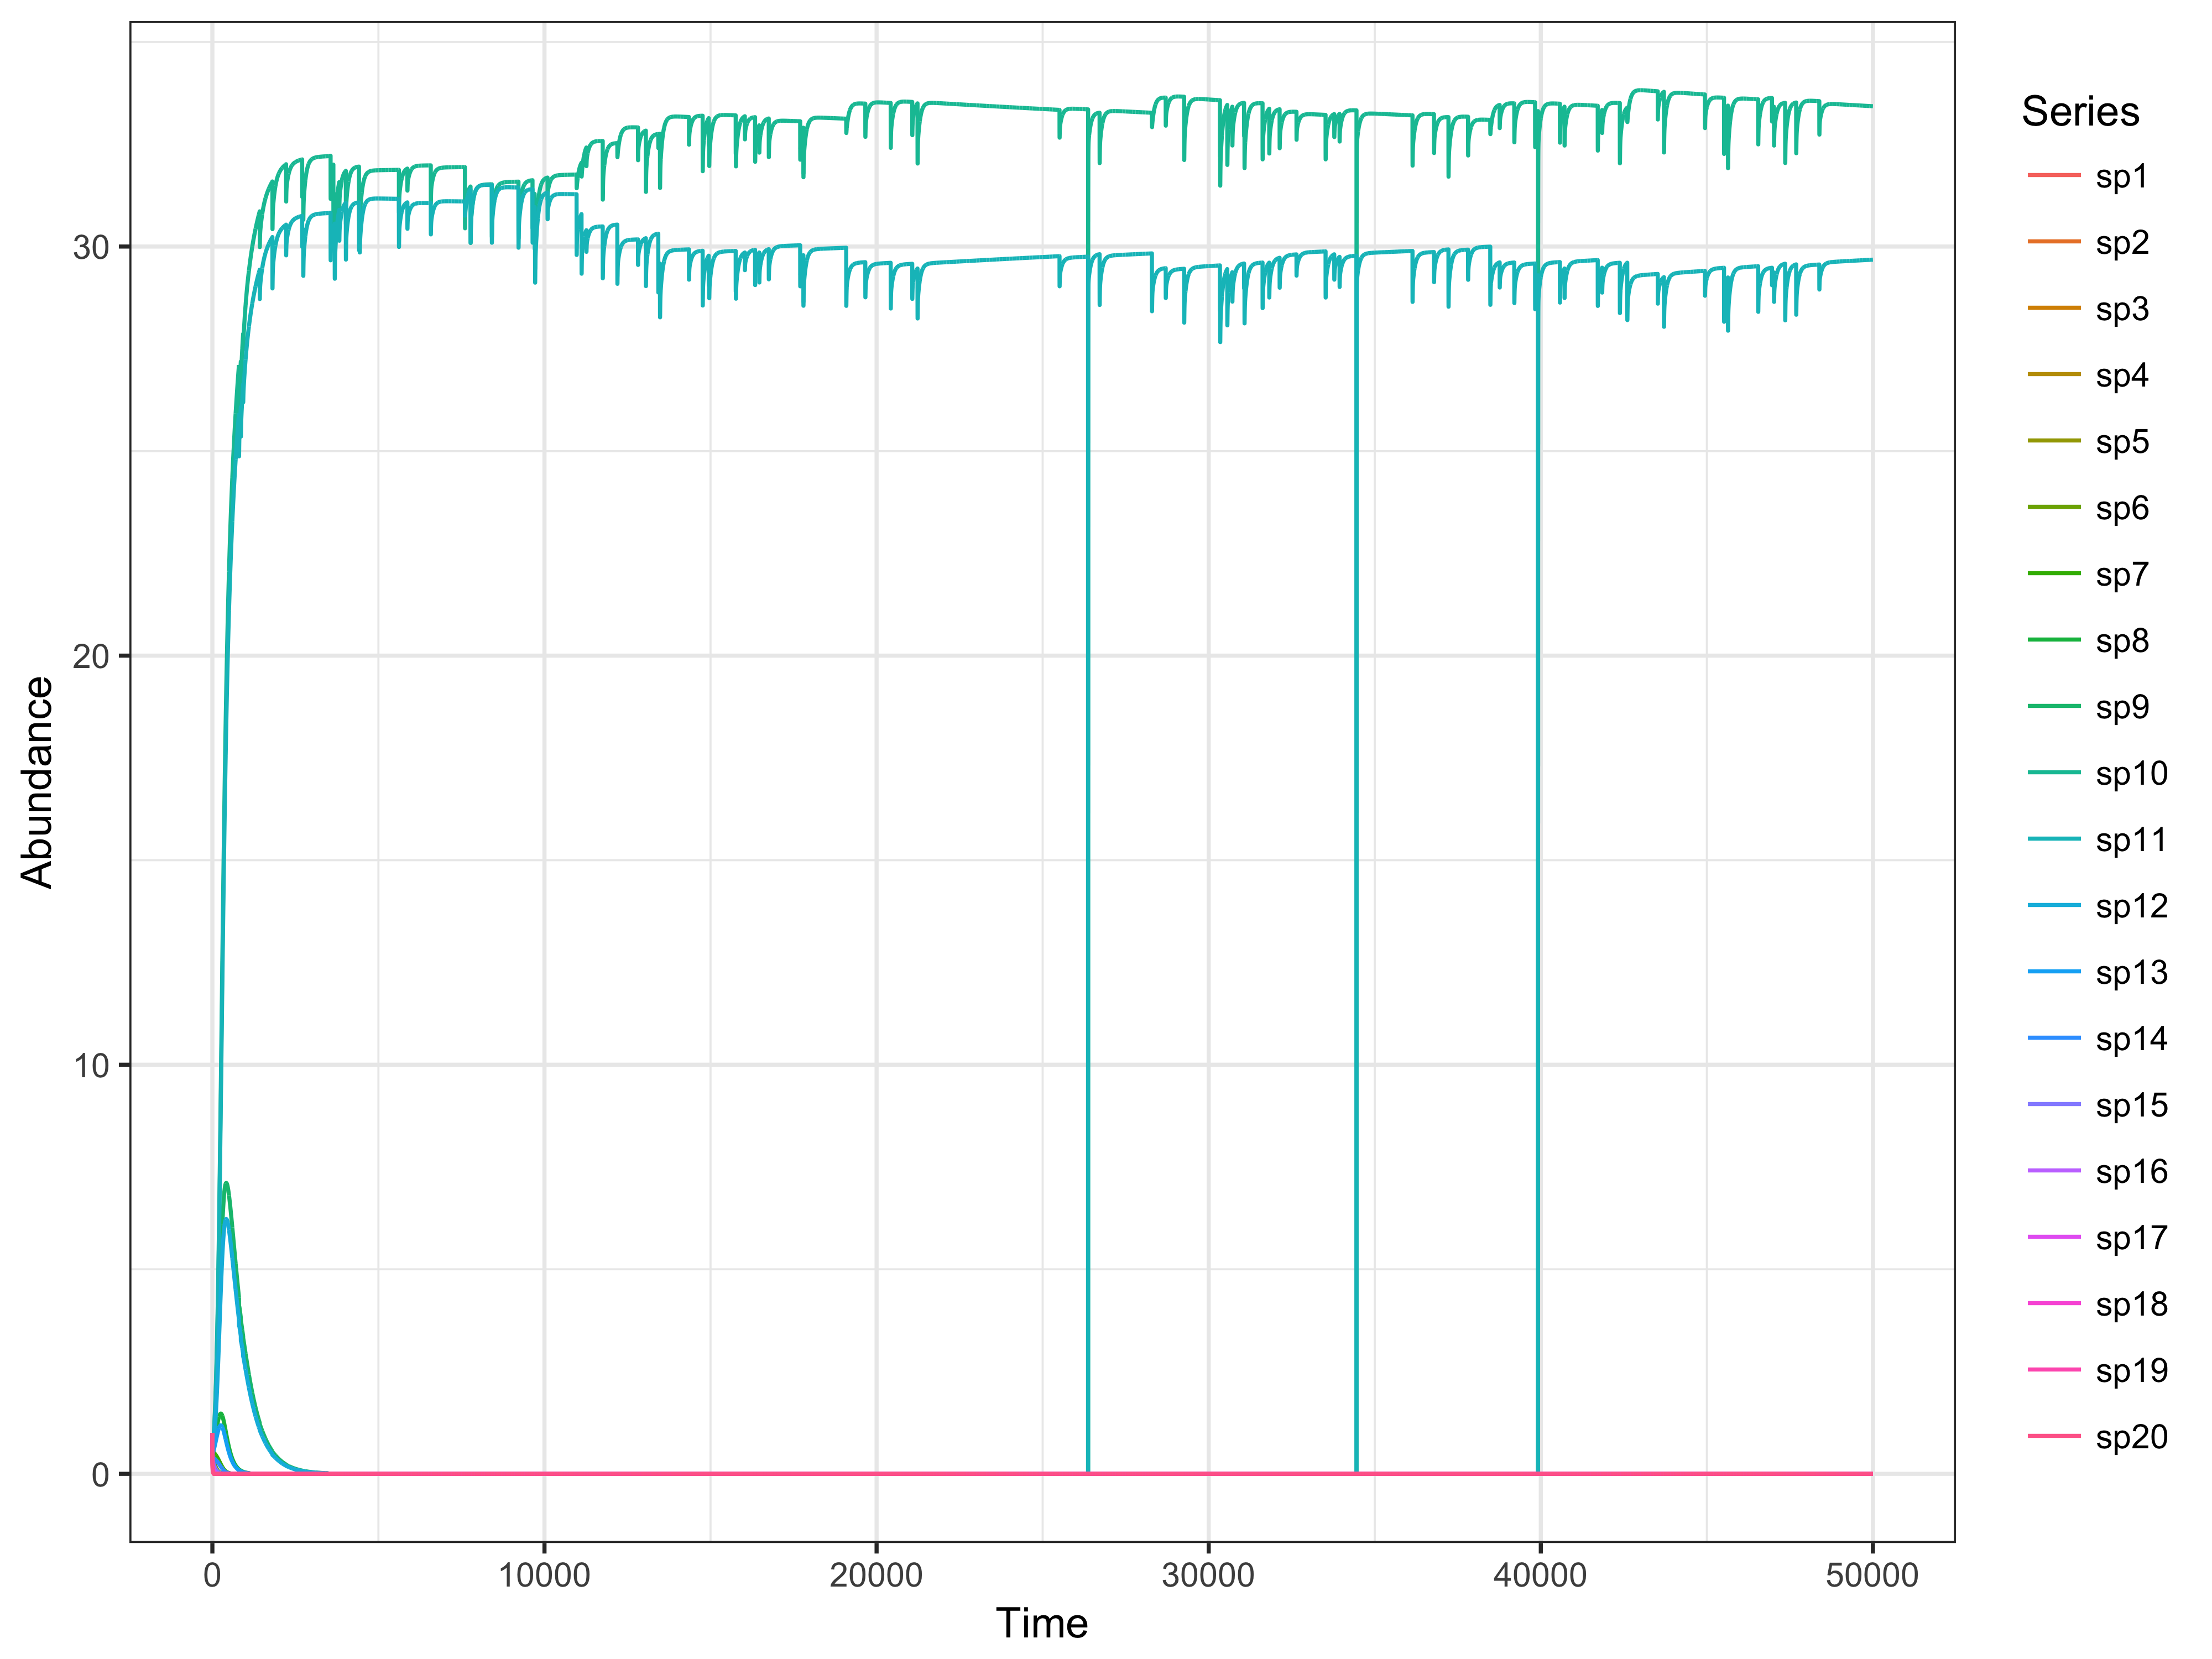 Abundance
30
20
10
0
0 10000 20000 30000 40000 50000
Time
Series
sp1
sp2
sp3
sp4
sp5
sp6
sp7
sp8
sp9
sp10
sp11
sp12
sp13
sp14
sp15
sp16
sp17
sp18
sp19
sp20